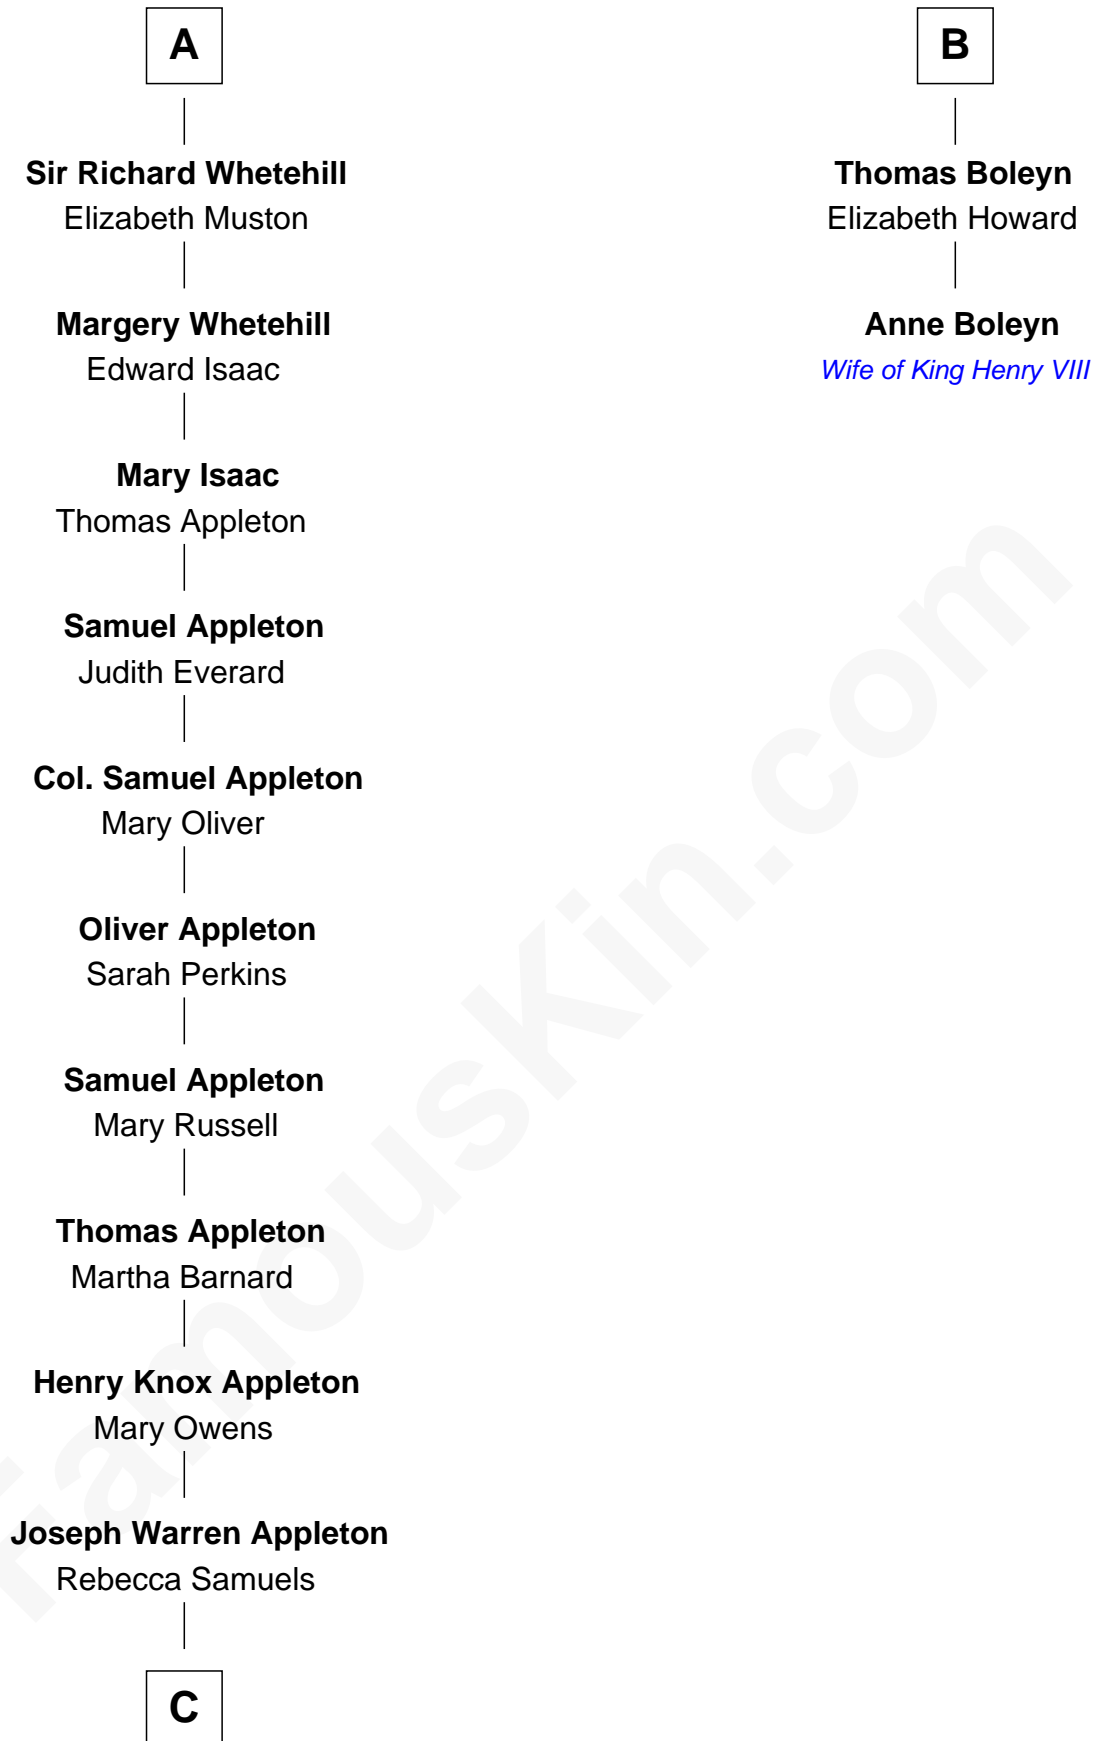 A
Sir Richard Whetehill
Elizabeth Muston
Margery Whetehill
Edward Isaac
Mary Isaac
Thomas Appleton
Samuel Appleton
Judith Everard
Col. Samuel Appleton
Mary Oliver
Oliver Appleton
Sarah Perkins
Samuel Appleton
Mary Russell
Thomas Appleton
Martha Barnard
Henry Knox Appleton
Mary Owens
Joseph Warren Appleton
Rebecca Samuels
C
B
Thomas Boleyn
Elizabeth Howard
Anne Boleyn
Wife of King Henry VIII
FamousKin.com